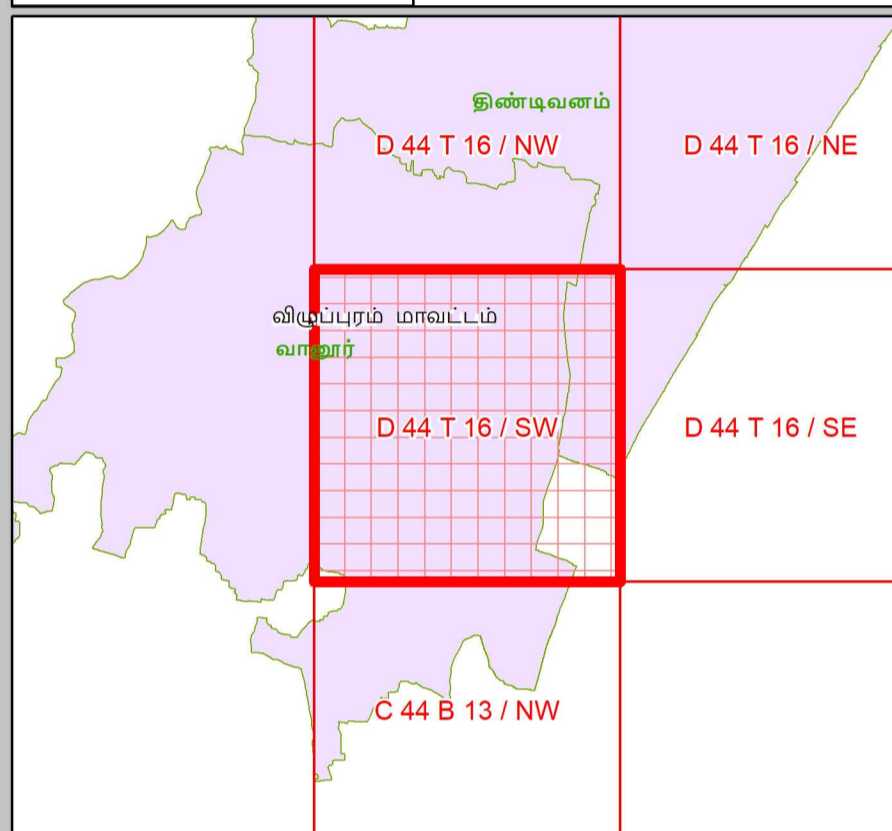 திண்டிவனம்
D 44 T 16 / NW
D 44 T 16 / NE
விழுப்புரம் மாவட்டம்
வானூர்
D 44 T 16 / SW
D 44 T 16 / SE
C 44 B 13 / NW